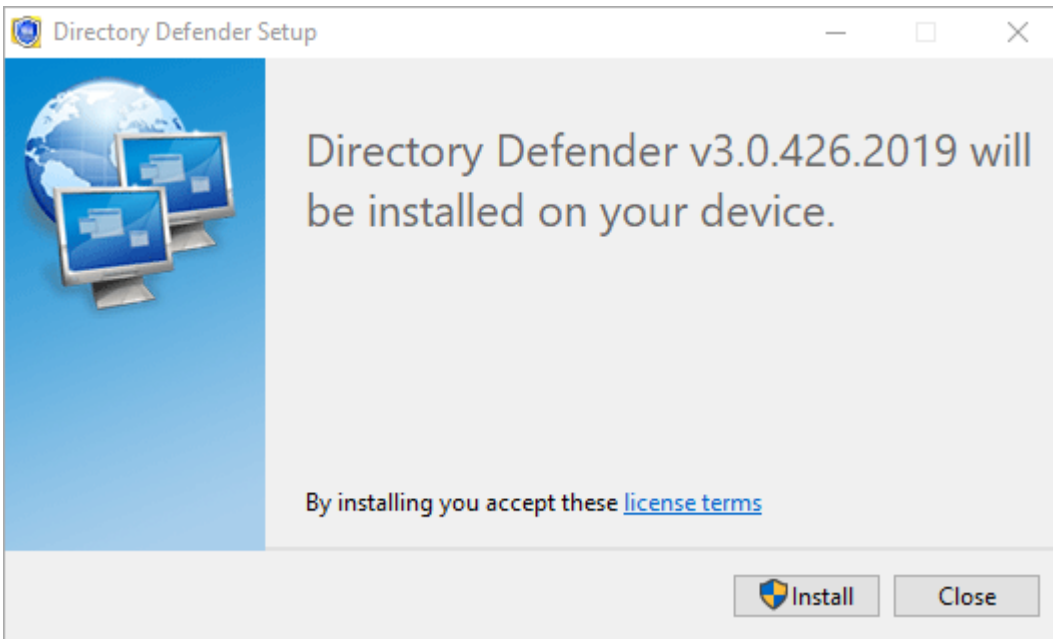 Directory Defender Setup
Directory Defender v3.0.426.2019 will
be installed on your device.
By installing you accept these license terms
Install
Close